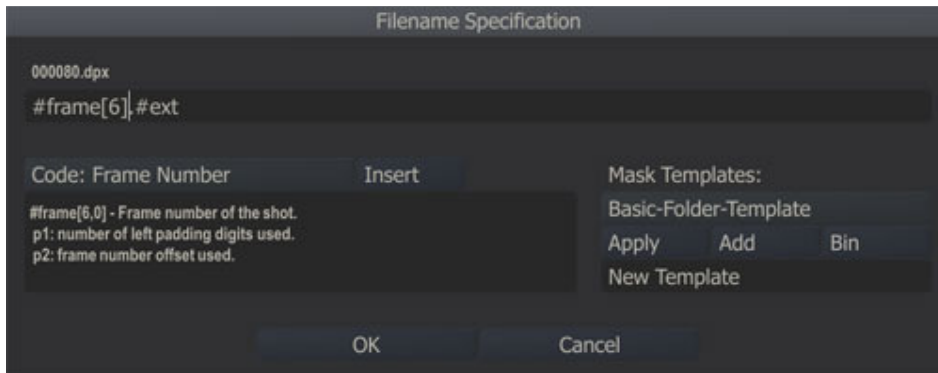 Filename Specification
000080.dpx
#frame[6].#ext
Code: Frame Number
Insert
#frame[6,0] - Frame number of the shot.
p1: number of left padding digits used.
p2: frame number offset used.
Mask Templates:
Basic-Folder-Template
Apply
Add
Bin
New Template
OK
Cancel